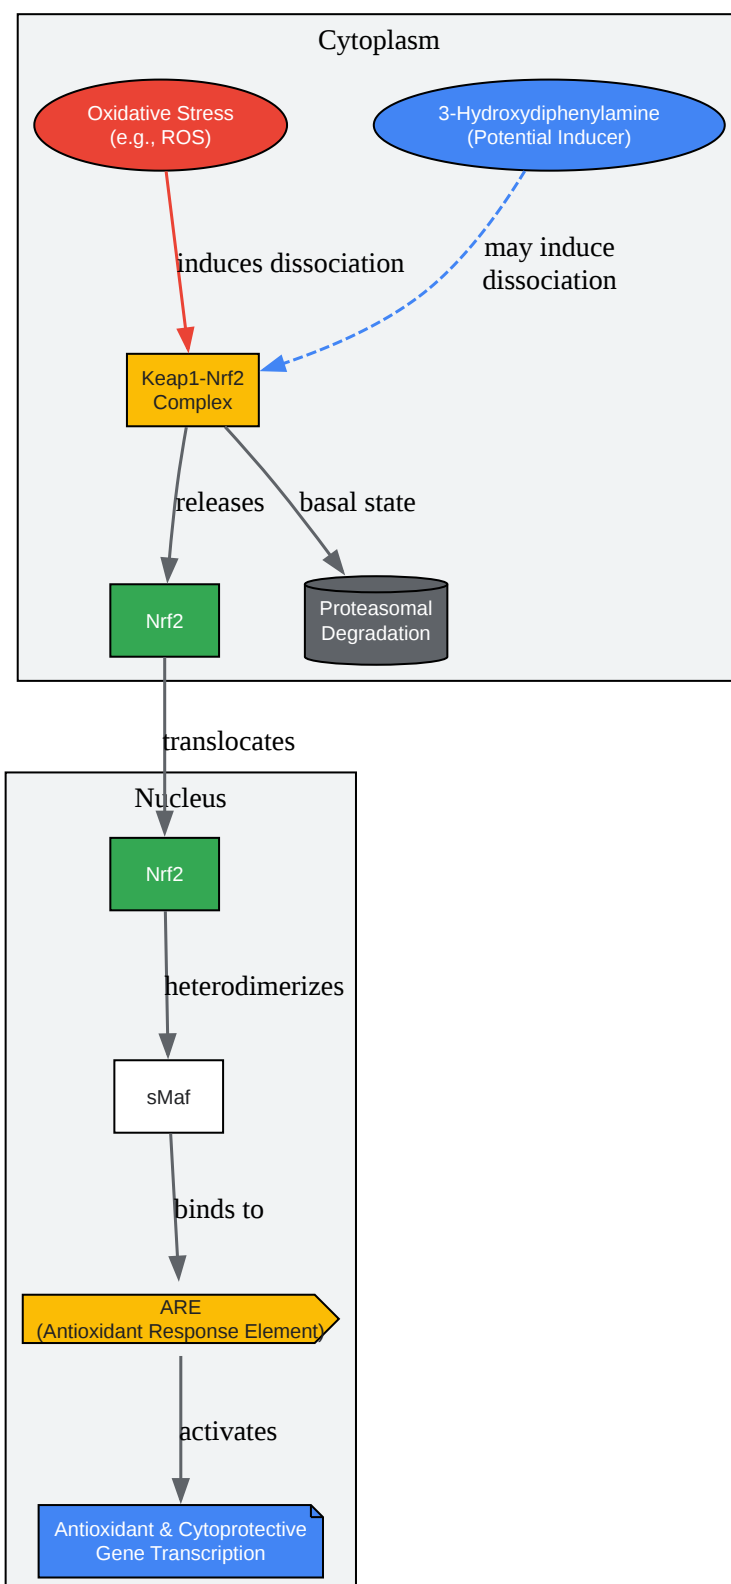 Cytoplasm
Oxidative Stress
(e.g., ROS)
3-Hydroxydiphenylamine
(Potential Inducer)
induces dissociation
may induce
dissociation
Keap1-Nrf2
Complex
releases
basal state
Nrf2
Proteasomal
Degradation
translocates
Nucleus
Nrf2
heterodimerizes
sMaf
binds to
ARE
(Antioxidant Response Element)
activates
Antioxidant & Cytoprotective
Gene Transcription